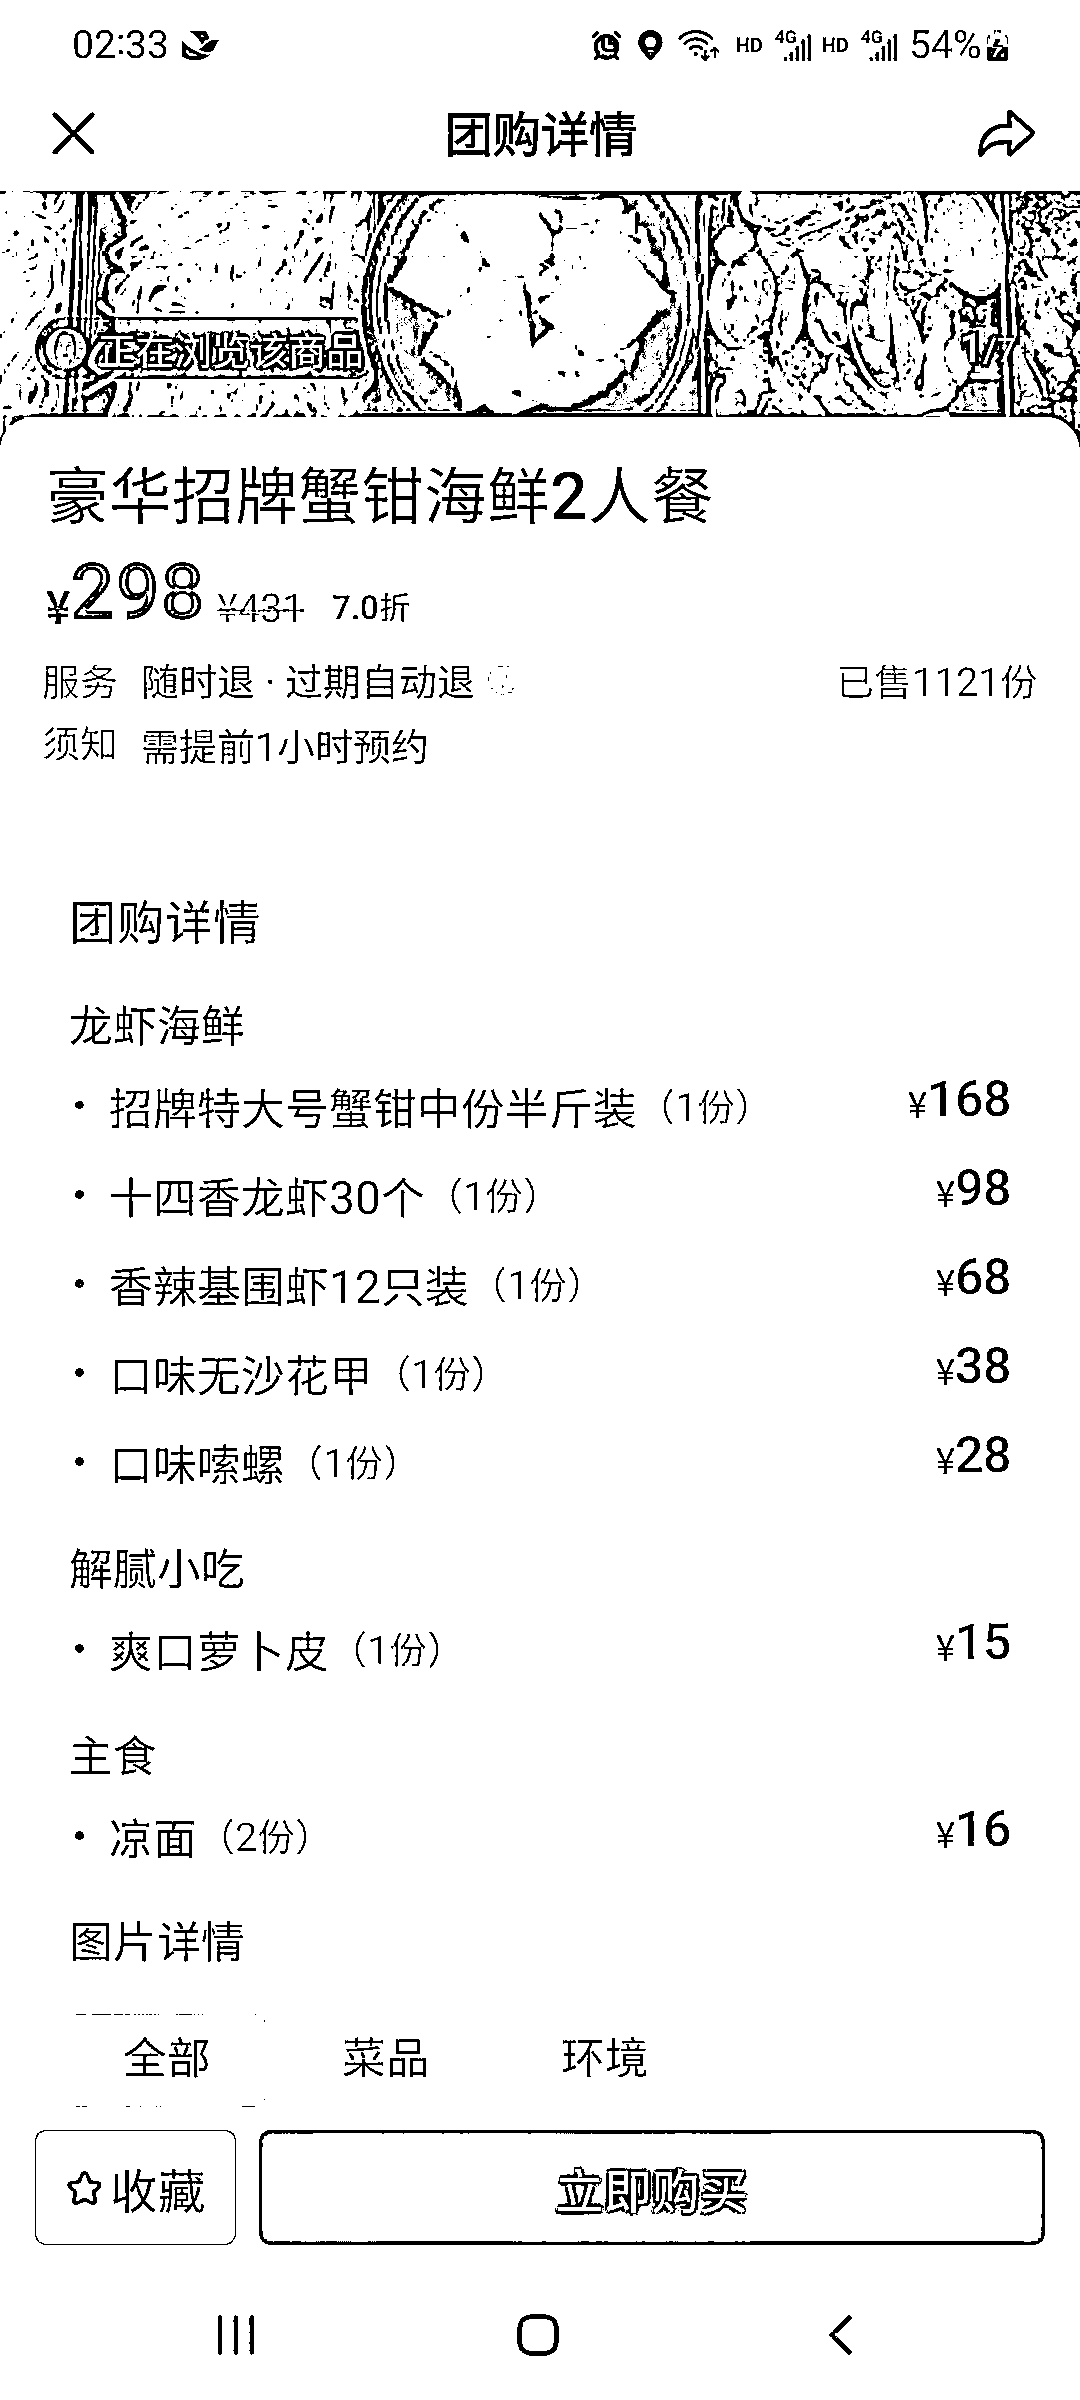 02:33 HD 4G HD 4G 54%
团购详情
正在浏览该商品 1/7
豪华招牌蟹钳海鲜2人餐
¥298 ¥431 7.0折
服务 随时退 · 过期自动退 已售1121份
须知 需提前1小时预约
团购详情
龙虾海鲜
· 招牌特大号蟹钳中份半斤装（1份） ¥168
· 十四香龙虾30个（1份） ¥98
· 香辣基围虾12只装（1份） ¥68
· 口味无沙花甲（1份） ¥38
· 口味嗦螺（1份） ¥28
解腻小吃
· 爽口萝卜皮（1份） ¥15
主食
· 凉面（2份） ¥16
图片详情
全部 菜品 环境
收藏 立即购买